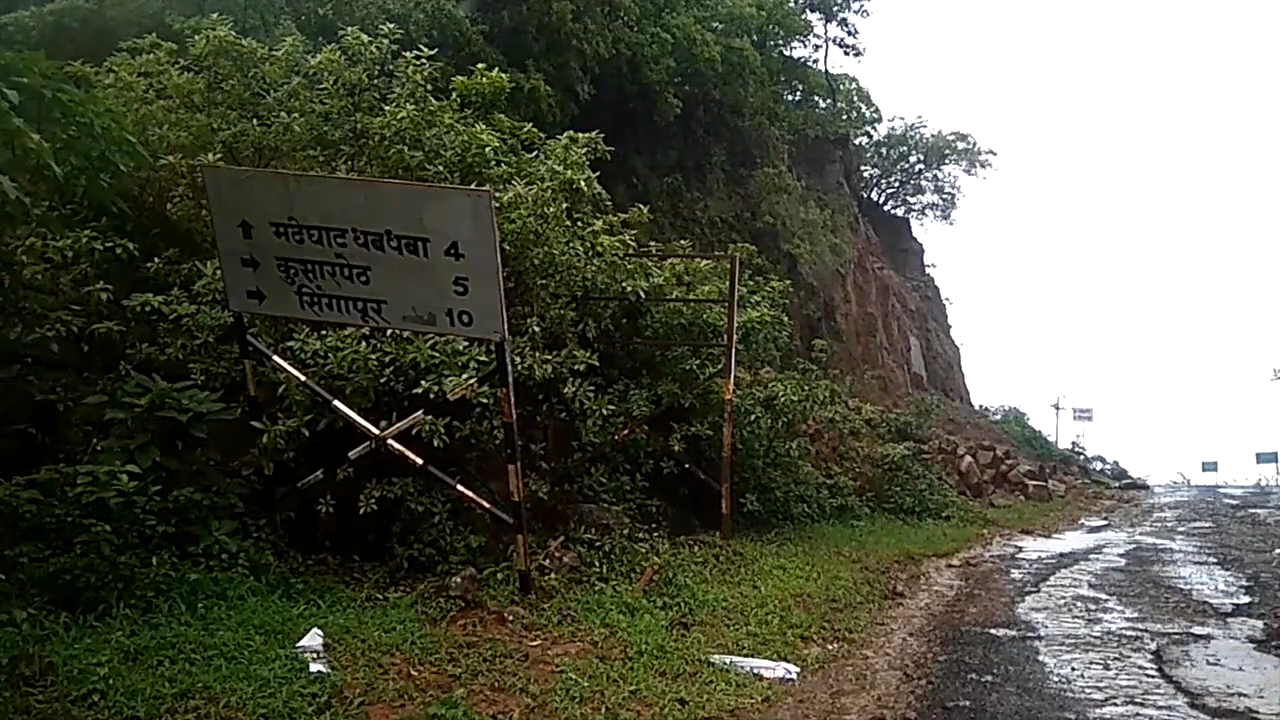 ↑ मढेघाट धबधबा 4
→ कुसारपेठ 5
→ सिंगापूर 10